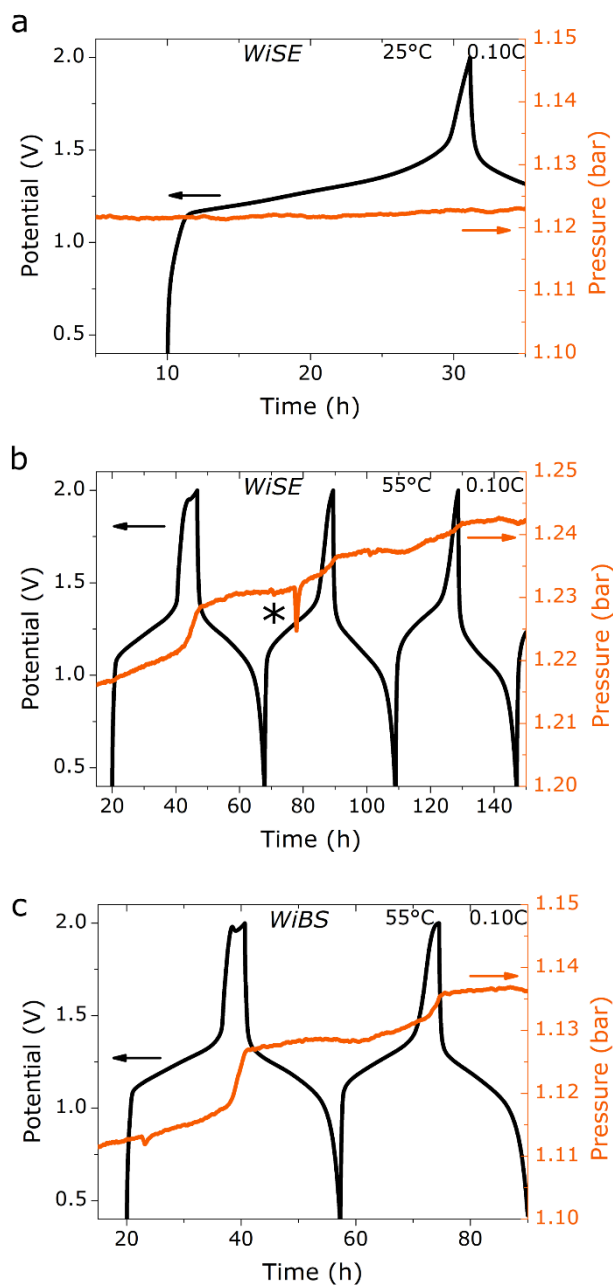 a
WiSE 25°C 0.10C
2.0
1.5
1.0
0.5
Potential (V)
1.15
1.14
1.13
1.12
1.11
1.10
Pressure (bar)
10 20 30
Time (h)
b
WiSE 55°C 0.10C
2.0
1.5
1.0
0.5
Potential (V)
*
1.25
1.24
1.23
1.22
1.21
1.20
Pressure (bar)
20 40 60 80 100 120 140
Time (h)
c
WiBS 55°C 0.10C
2.0
1.5
1.0
0.5
Potential (V)
1.15
1.14
1.13
1.12
1.11
1.10
Pressure (bar)
20 40 60 80
Time (h)